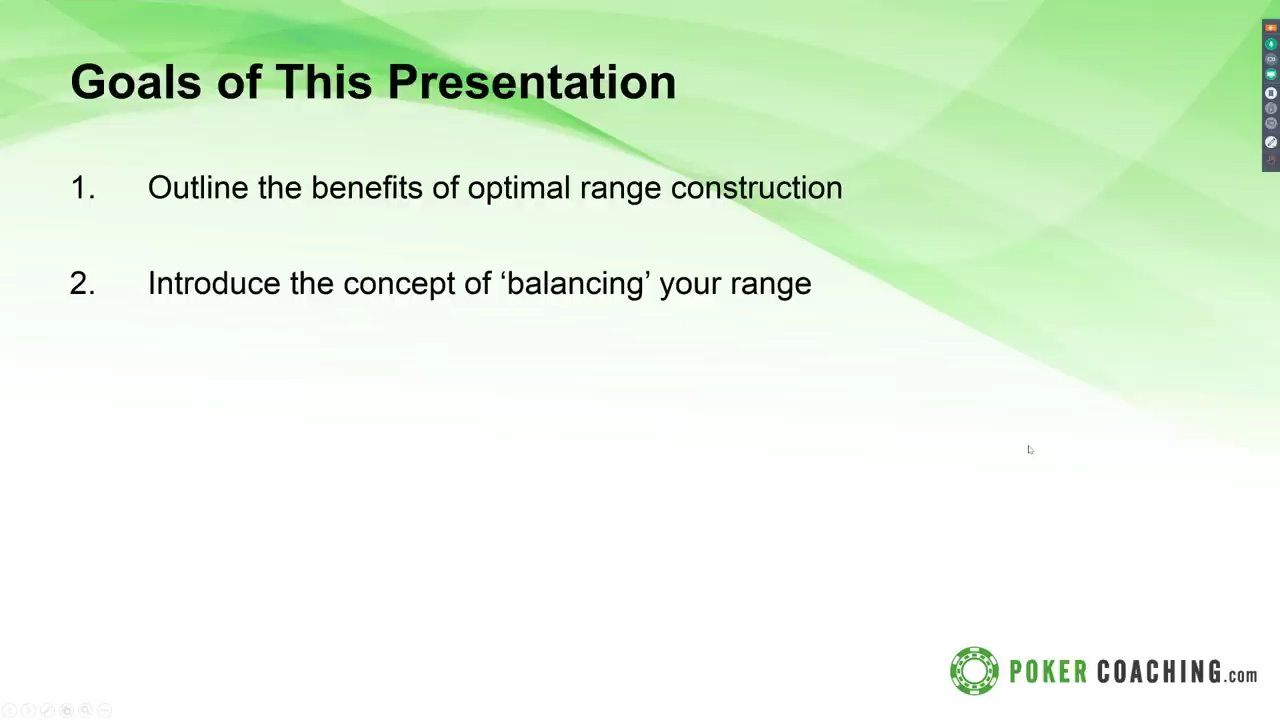 Goals of This Presentation
1. Outline the benefits of optimal range construction
2. Introduce the concept of ‘balancing’ your range
POKER COACHING.com